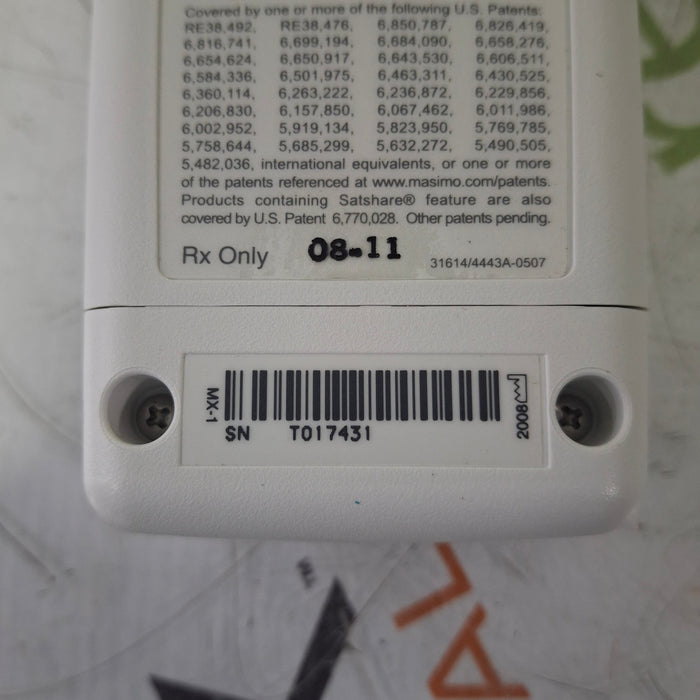 Covered by one or more of the following U.S. Patents:
RE38,492, RE38,476, 6,850,787, 6,826,419,
6,816,741, 6,699,194, 6,684,090, 6,658,276,
6,654,624, 6,650,917, 6,643,530, 6,606,511,
6,584,336, 6,501,975, 6,463,311, 6,430,525,
6,360,114, 6,263,222, 6,236,872, 6,229,856,
6,206,830, 6,157,850, 6,067,462, 6,011,986,
6,002,952, 5,919,134, 5,823,950, 5,769,785,
5,758,644, 5,685,299, 5,632,272, 5,490,505,
5,482,036, international equivalents, or one or more
of the patents referenced at www.masimo.com/patents.
Products containing Satshare® feature are also
covered by U.S. Patent 6,770,028. Other patents pending.
Rx Only 08-11 31614/4443A-0507
MX-1
SN T017431
2008
TM
AL